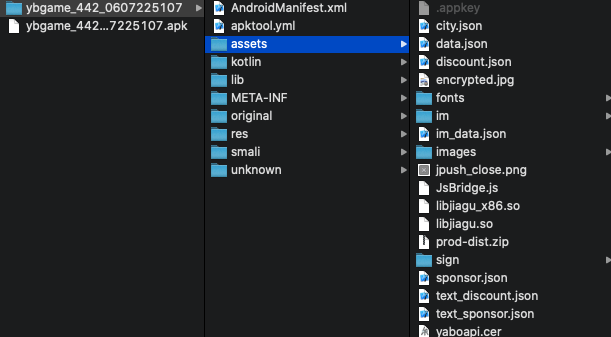 ybgame_442_0607225107
ybgame_442...7225107.apk
AndroidManifest.xml
apktool.yml
assets
kotlin
lib
META-INF
original
res
smali
unknown
.appkey
city.json
data.json
discount.json
encrypted.jpg
fonts
im
im_data.json
images
jpush_close.png
JsBridge.js
libjiagu_x86.so
libjiagu.so
prod-dist.zip
sign
sponsor.json
text_discount.json
text_sponsor.json
yaboapi.cer